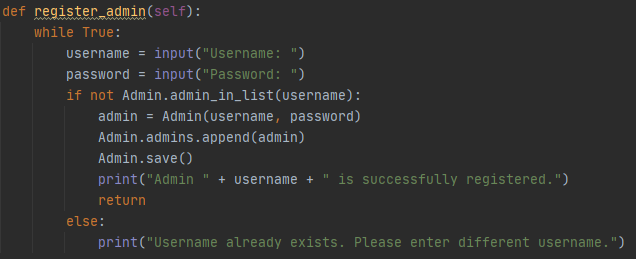 def register_admin(self):
    while True:
        username = input("Username: ")
        password = input("Password: ")
        if not Admin.admin_in_list(username):
            admin = Admin(username, password)
            Admin.admins.append(admin)
            Admin.save()
            print("Admin " + username + " is successfully registered.")
            return
        else:
            print("Username already exists. Please enter different username.")